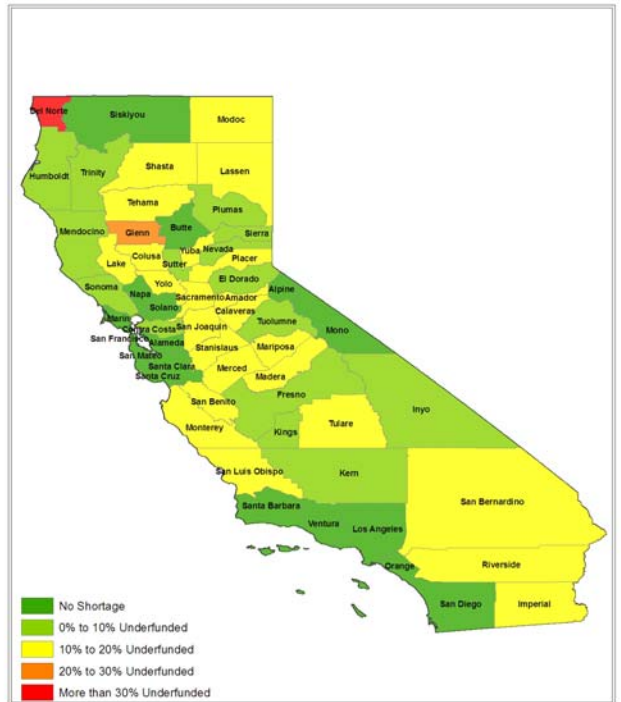 Del Norte
Siskiyou
Modoc
Humboldt
Trinity
Shasta
Lassen
Tehama
Plumas
Mendocino
Glenn
Butte
Sierra
Lake
Colusa
Yuba
Nevada
Sutter
Placer
Sonoma
Napa
Yolo
El Dorado
Solano
Sacramento
Amador
Alpine
Marin
Contra Costa
San Joaquin
Calaveras
Tuolumne
Mono
San Francisco
Alameda
Stanislaus
Mariposa
San Mateo
Santa Clara
Merced
Madera
Santa Cruz
San Benito
Fresno
Inyo
Monterey
Kings
Tulare
San Luis Obispo
Kern
San Bernardino
Santa Barbara
Ventura
Los Angeles
Orange
Riverside
San Diego
Imperial
No Shortage
0% to 10% Underfunded
10% to 20% Underfunded
20% to 30% Underfunded
More than 30% Underfunded